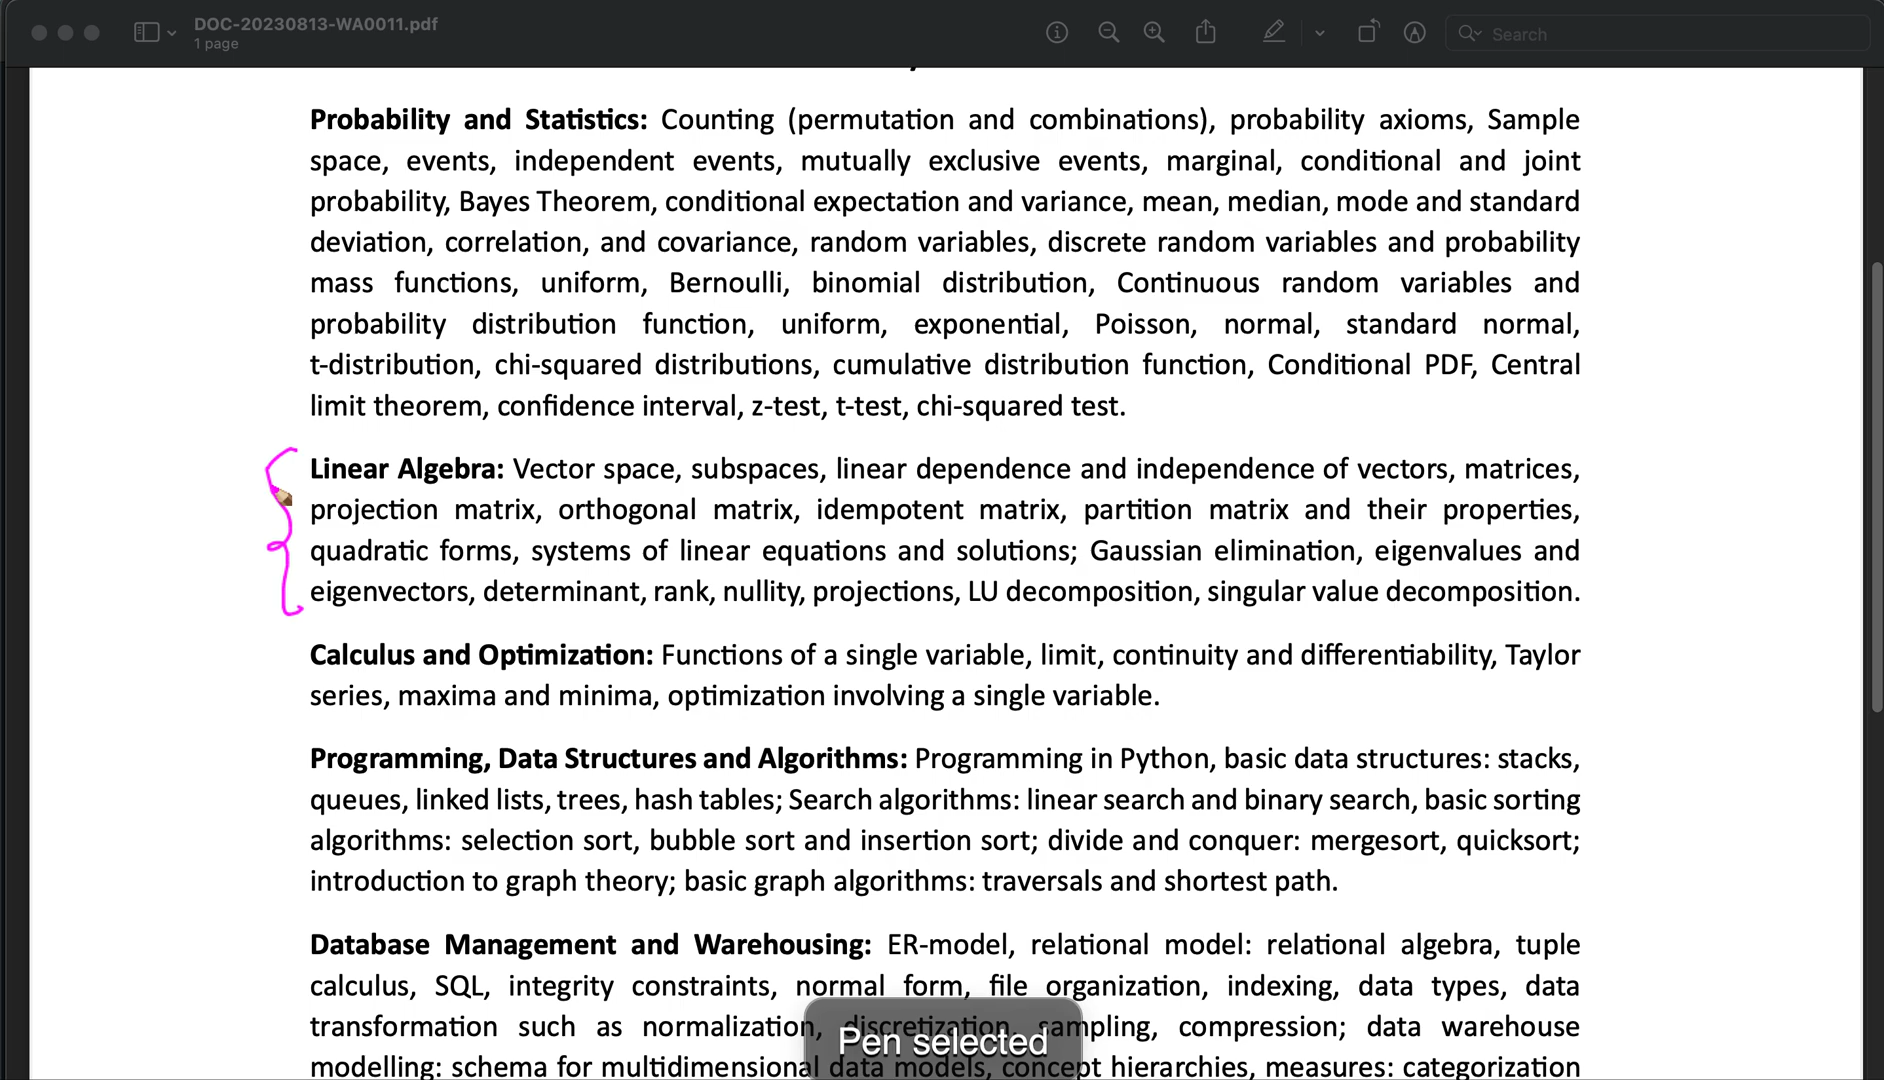 DOC-20230813-WA0011.pdf
1 page
Search
Probability and Statistics: Counting (permutation and combinations), probability axioms, Sample
space, events, independent events, mutually exclusive events, marginal, conditional and joint
probability, Bayes Theorem, conditional expectation and variance, mean, median, mode and standard
deviation, correlation, and covariance, random variables, discrete random variables and probability
mass functions, uniform, Bernoulli, binomial distribution, Continuous random variables and
probability distribution function, uniform, exponential, Poisson, normal, standard normal,
t-distribution, chi-squared distributions, cumulative distribution function, Conditional PDF, Central
limit theorem, confidence interval, z-test, t-test, chi-squared test.
Linear Algebra: Vector space, subspaces, linear dependence and independence of vectors, matrices,
projection matrix, orthogonal matrix, idempotent matrix, partition matrix and their properties,
quadratic forms, systems of linear equations and solutions; Gaussian elimination, eigenvalues and
eigenvectors, determinant, rank, nullity, projections, LU decomposition, singular value decomposition.
Calculus and Optimization: Functions of a single variable, limit, continuity and differentiability, Taylor
series, maxima and minima, optimization involving a single variable.
Programming, Data Structures and Algorithms: Programming in Python, basic data structures: stacks,
queues, linked lists, trees, hash tables; Search algorithms: linear search and binary search, basic sorting
algorithms: selection sort, bubble sort and insertion sort; divide and conquer: mergesort, quicksort;
introduction to graph theory; basic graph algorithms: traversals and shortest path.
Database Management and Warehousing: ER-model, relational model: relational algebra, tuple
calculus, SQL, integrity constraints, normal form, file organization, indexing, data types, data
transformation such as normalization, discretization, sampling, compression; data warehouse
modelling: schema for multidimensional data models, concept hierarchies, measures: categorization
Pen selected